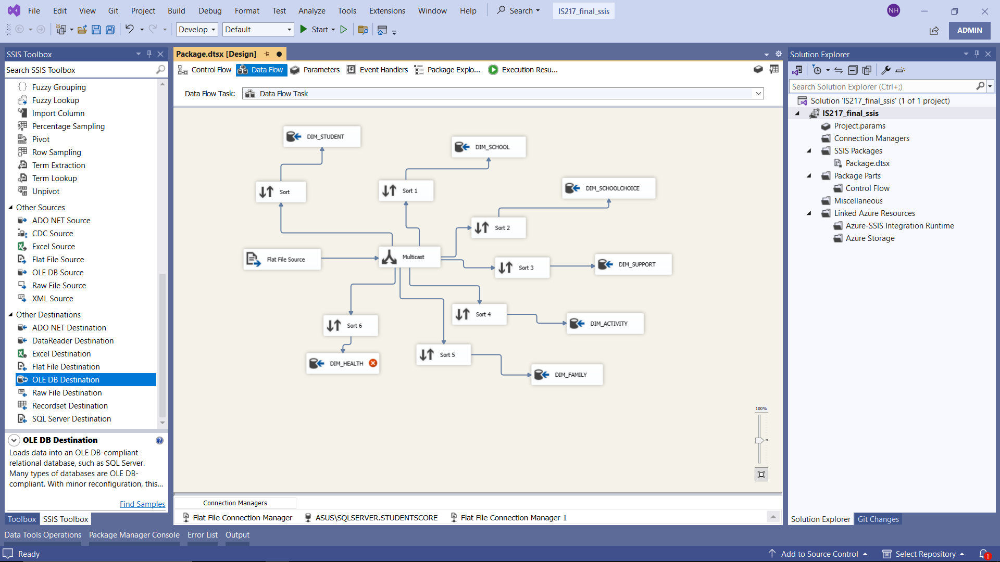 File Edit View Git Project Build Debug Format Test Analyze Tools Extensions Window Help Search IS217_final_ssis NH
Develop Default Start ADMIN
SSIS Toolbox
Search SSIS Toolbox
Fuzzy Grouping
Fuzzy Lookup
Import Column
Percentage Sampling
Pivot
Row Sampling
Term Extraction
Term Lookup
Unpivot
Other Sources
ADO NET Source
CDC Source
Excel Source
Flat File Source
OLE DB Source
Raw File Source
XML Source
Other Destinations
ADO NET Destination
DataReader Destination
Excel Destination
Flat File Destination
OLE DB Destination
Raw File Destination
Recordset Destination
SQL Server Destination
OLE DB Destination
Loads data into an OLE DB-compliant
relational database, such as SQL Server.
Many types of databases are OLE DB-
compliant. With minor reconfiguration, this...
Find Samples
Toolbox SSIS Toolbox
Package.dtsx [Design]
Control Flow Data Flow Parameters Event Handlers Package Explo... Execution Resu...
Data Flow Task: Data Flow Task
DIM_STUDENT
DIM_SCHOOL
Sort
Sort 1
DIM_SCHOOLCHOICE
Sort 2
Flat File Source
Multicast
Sort 3
DIM_SUPPORT
Sort 4
DIM_ACTIVITY
Sort 6
Sort 5
DIM_HEALTH
DIM_FAMILY
100%
Connection Managers
Flat File Connection Manager ASUS\SQLSERVER.STUDENTSCORE Flat File Connection Manager 1
Solution Explorer
Search Solution Explorer (Ctrl+;)
Solution 'IS217_final_ssis' (1 of 1 project)
IS217_final_ssis
Project.params
Connection Managers
SSIS Packages
Package.dtsx
Package Parts
Control Flow
Miscellaneous
Linked Azure Resources
Azure-SSIS Integration Runtime
Azure Storage
Solution Explorer Git Changes
Data Tools Operations Package Manager Console Error List Output
Ready Add to Source Control Select Repository 1